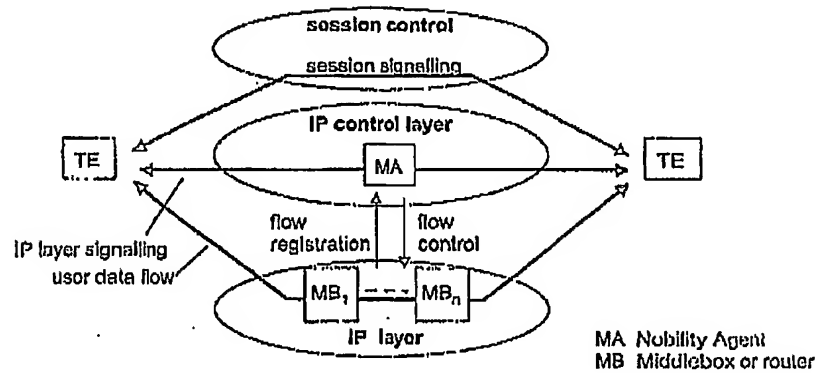 session control
session signalling
IP control layer
TE
MA
TE
flow
registration
flow
control
IP layer signalling
user data flow
MB1
MBn
IP layer
MA Nobility Agent
MB Middlebox or router